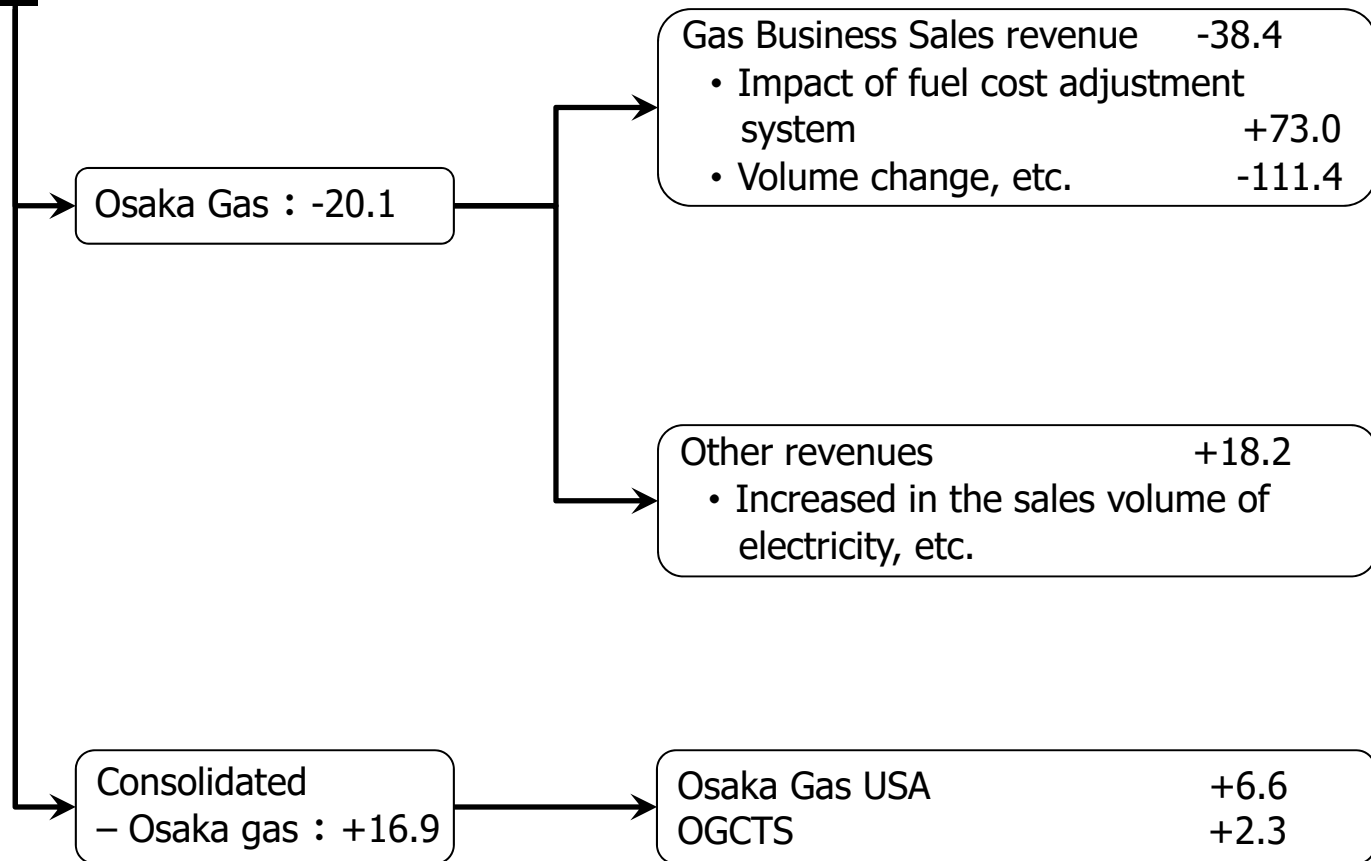 Gas Business Sales revenue -38.4
• Impact of fuel cost adjustment
system +73.0
• Volume change, etc. -111.4
Osaka Gas：-20.1
Other revenues +18.2
• Increased in the sales volume of
electricity, etc.
Consolidated
– Osaka gas：+16.9
Osaka Gas USA +6.6
OGCTS +2.3